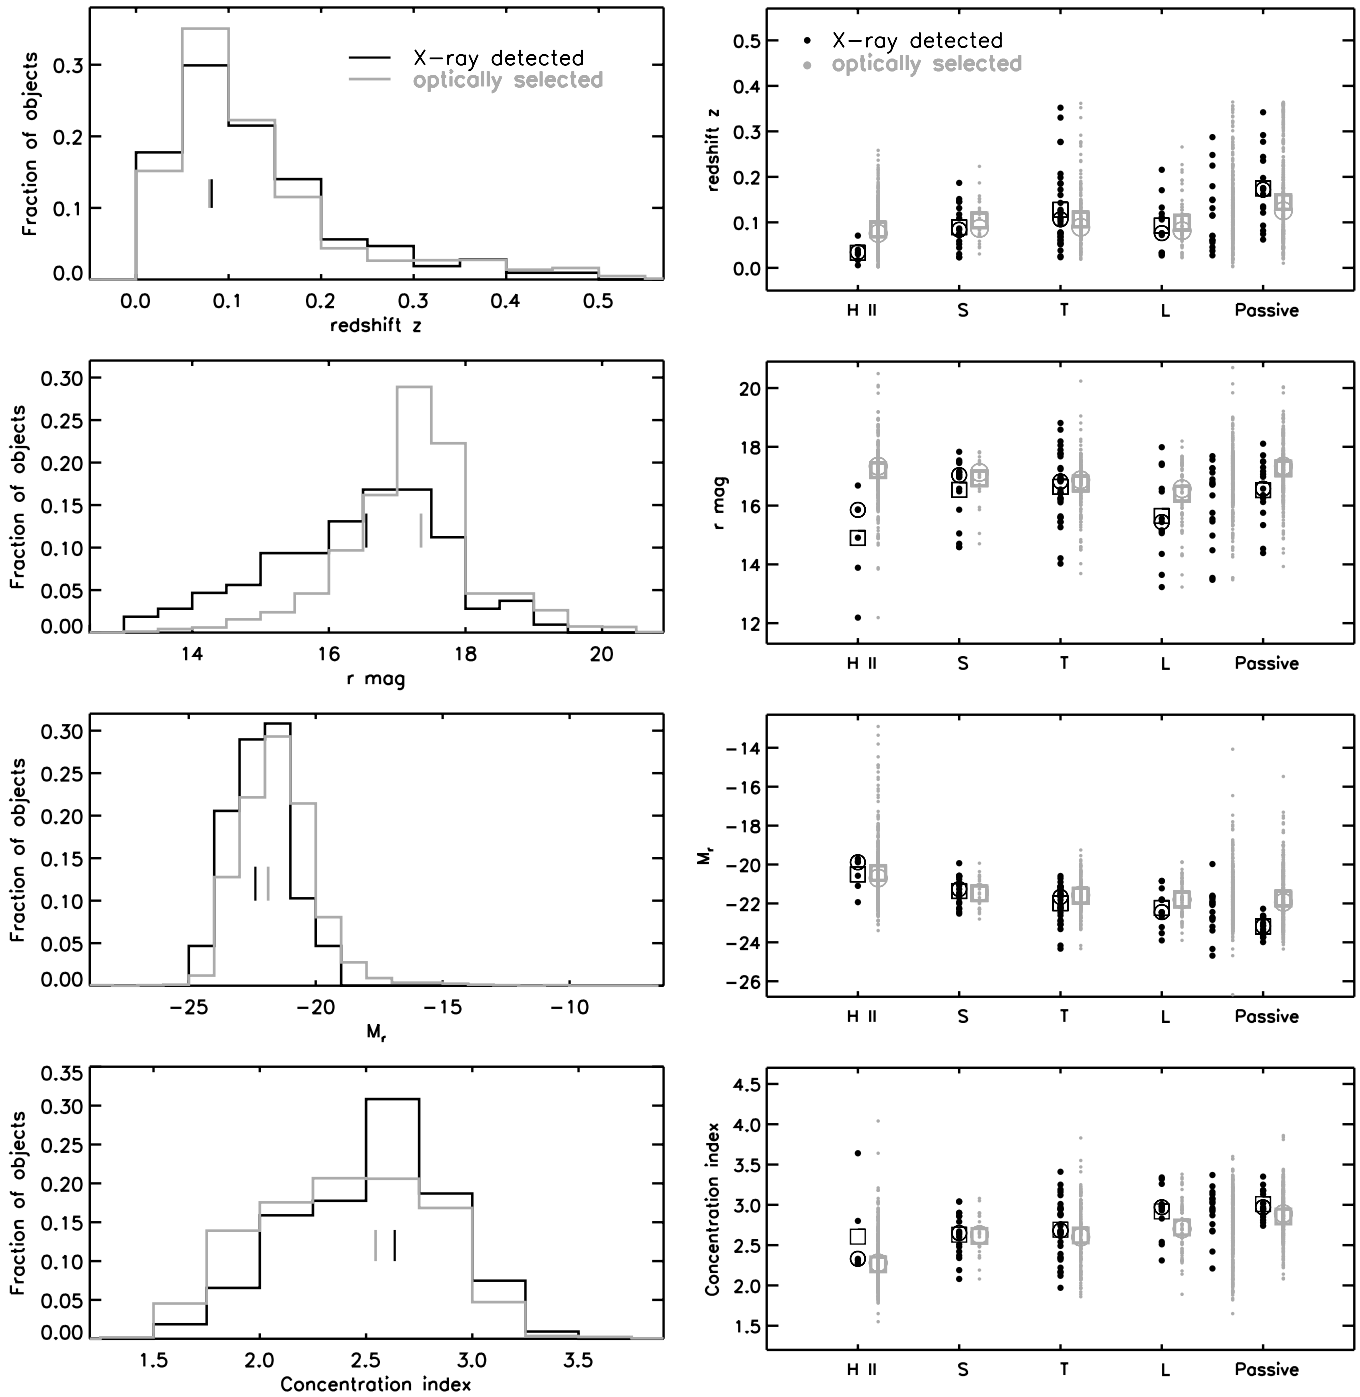 Fraction of objects
0.3
0.2
0.1
0.0
X-ray detected
optically selected
0.0 0.1 0.2 0.3 0.4 0.5
redshift z
redshift z
0.5
0.4
0.3
0.2
0.1
0.0
X-ray detected
optically selected
H II S T L Passive
Fraction of objects
0.30
0.25
0.20
0.15
0.10
0.05
0.00
14 16 18 20
r mag
r mag
20
18
16
14
12
H II S T L Passive
Fraction of objects
0.30
0.25
0.20
0.15
0.10
0.05
0.00
-25 -20 -15 -10
Mr
Mr
-14
-16
-18
-20
-22
-24
-26
H II S T L Passive
Fraction of objects
0.35
0.30
0.25
0.20
0.15
0.10
0.05
0.00
1.5 2.0 2.5 3.0 3.5
Concentration index
Concentration index
4.5
4.0
3.5
3.0
2.5
2.0
1.5
H II S T L Passive